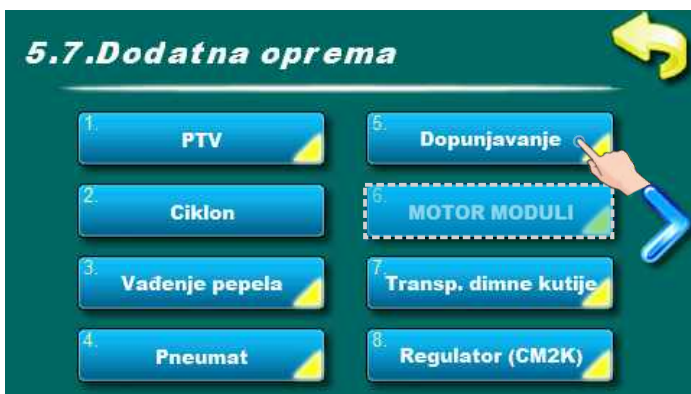 5.7.Dodatna oprema
1. PTV
2. Ciklon
3. Vađenje pepela
4. Pneumat
5. Dopunjavanje
6. MOTOR MODULI
7. Transp. dimne kutije
8. Regulator (CM2K)